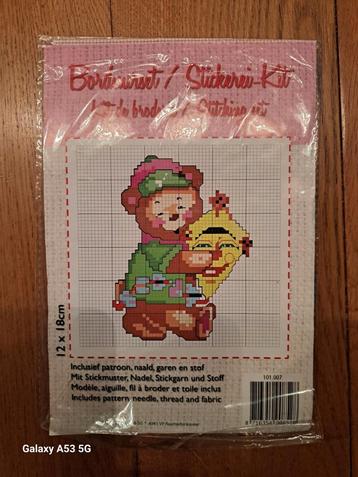 Borduurset / Stickerei-Kit
Kit de broderie / Stitching set
12 x 18cm
Inclusief patroon, naald, garen en stof
Mit Stickmuster, Nadel, Stickgarn und Stoff
Modèle, aiguille, fil à broder et toile inclus
Includes pattern, needle, thread and fabric
101.007
Galaxy A53 5G